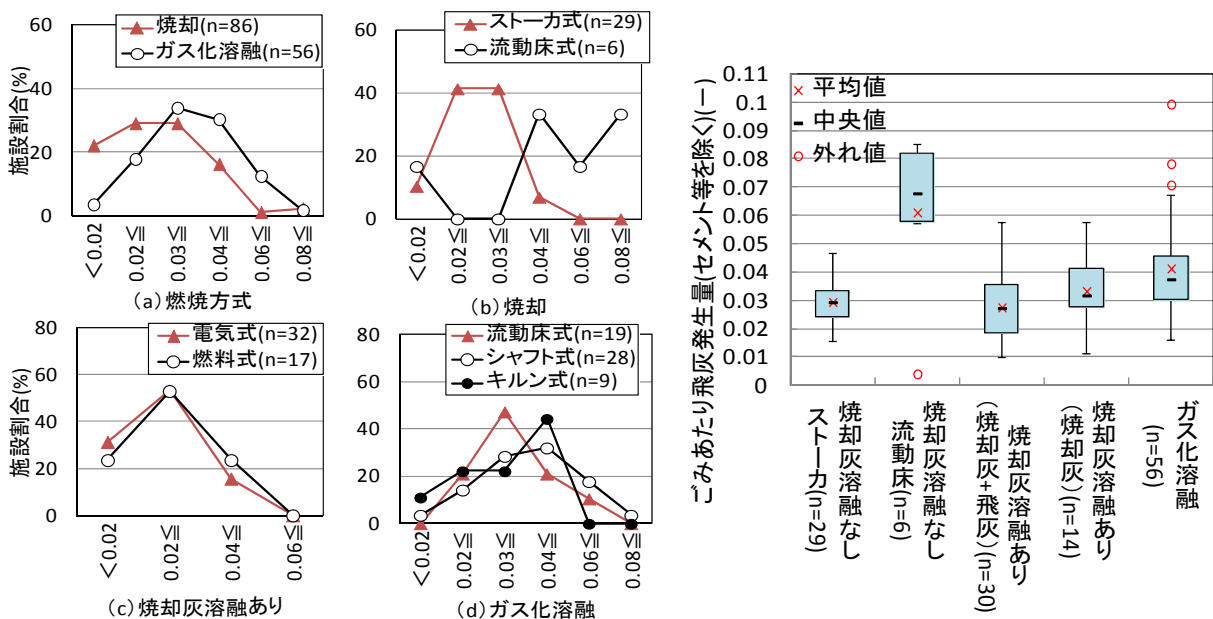 施設割合(%)
60
40
20
0
焼却(n=86)
ガス化溶融(n=56)
<0.02
0.02≦
0.03≦
0.04≦
0.06≦
0.08≦
(a)燃焼方式
60
40
20
0
ストーカ式(n=29)
流動床式(n=6)
<0.02
0.02≦
0.03≦
0.04≦
0.06≦
0.08≦
(b)焼却
施設割合(%)
80
60
40
20
0
電気式(n=32)
燃料式(n=17)
<0.02
0.02≦
0.04≦
0.06≦
(c)焼却灰溶融あり
80
60
40
20
0
流動床式(n=19)
シャフト式(n=28)
キルン式(n=9)
<0.02
0.02≦
0.03≦
0.04≦
0.06≦
0.08≦
(d)ガス化溶融
ごみあたり飛灰発生量(セメント等を除く)(ー)
0.11
0.1
0.09
0.08
0.07
0.06
0.05
0.04
0.03
0.02
0.01
0
平均値
中央値
外れ値
焼却灰溶融なし
ストーカ(n=29)
焼却灰溶融なし
流動床(n=6)
焼却灰溶融あり
(焼却灰+飛灰)(n=30)
焼却灰溶融あり
(焼却灰)(n=14)
ガス化溶融
(n=56)